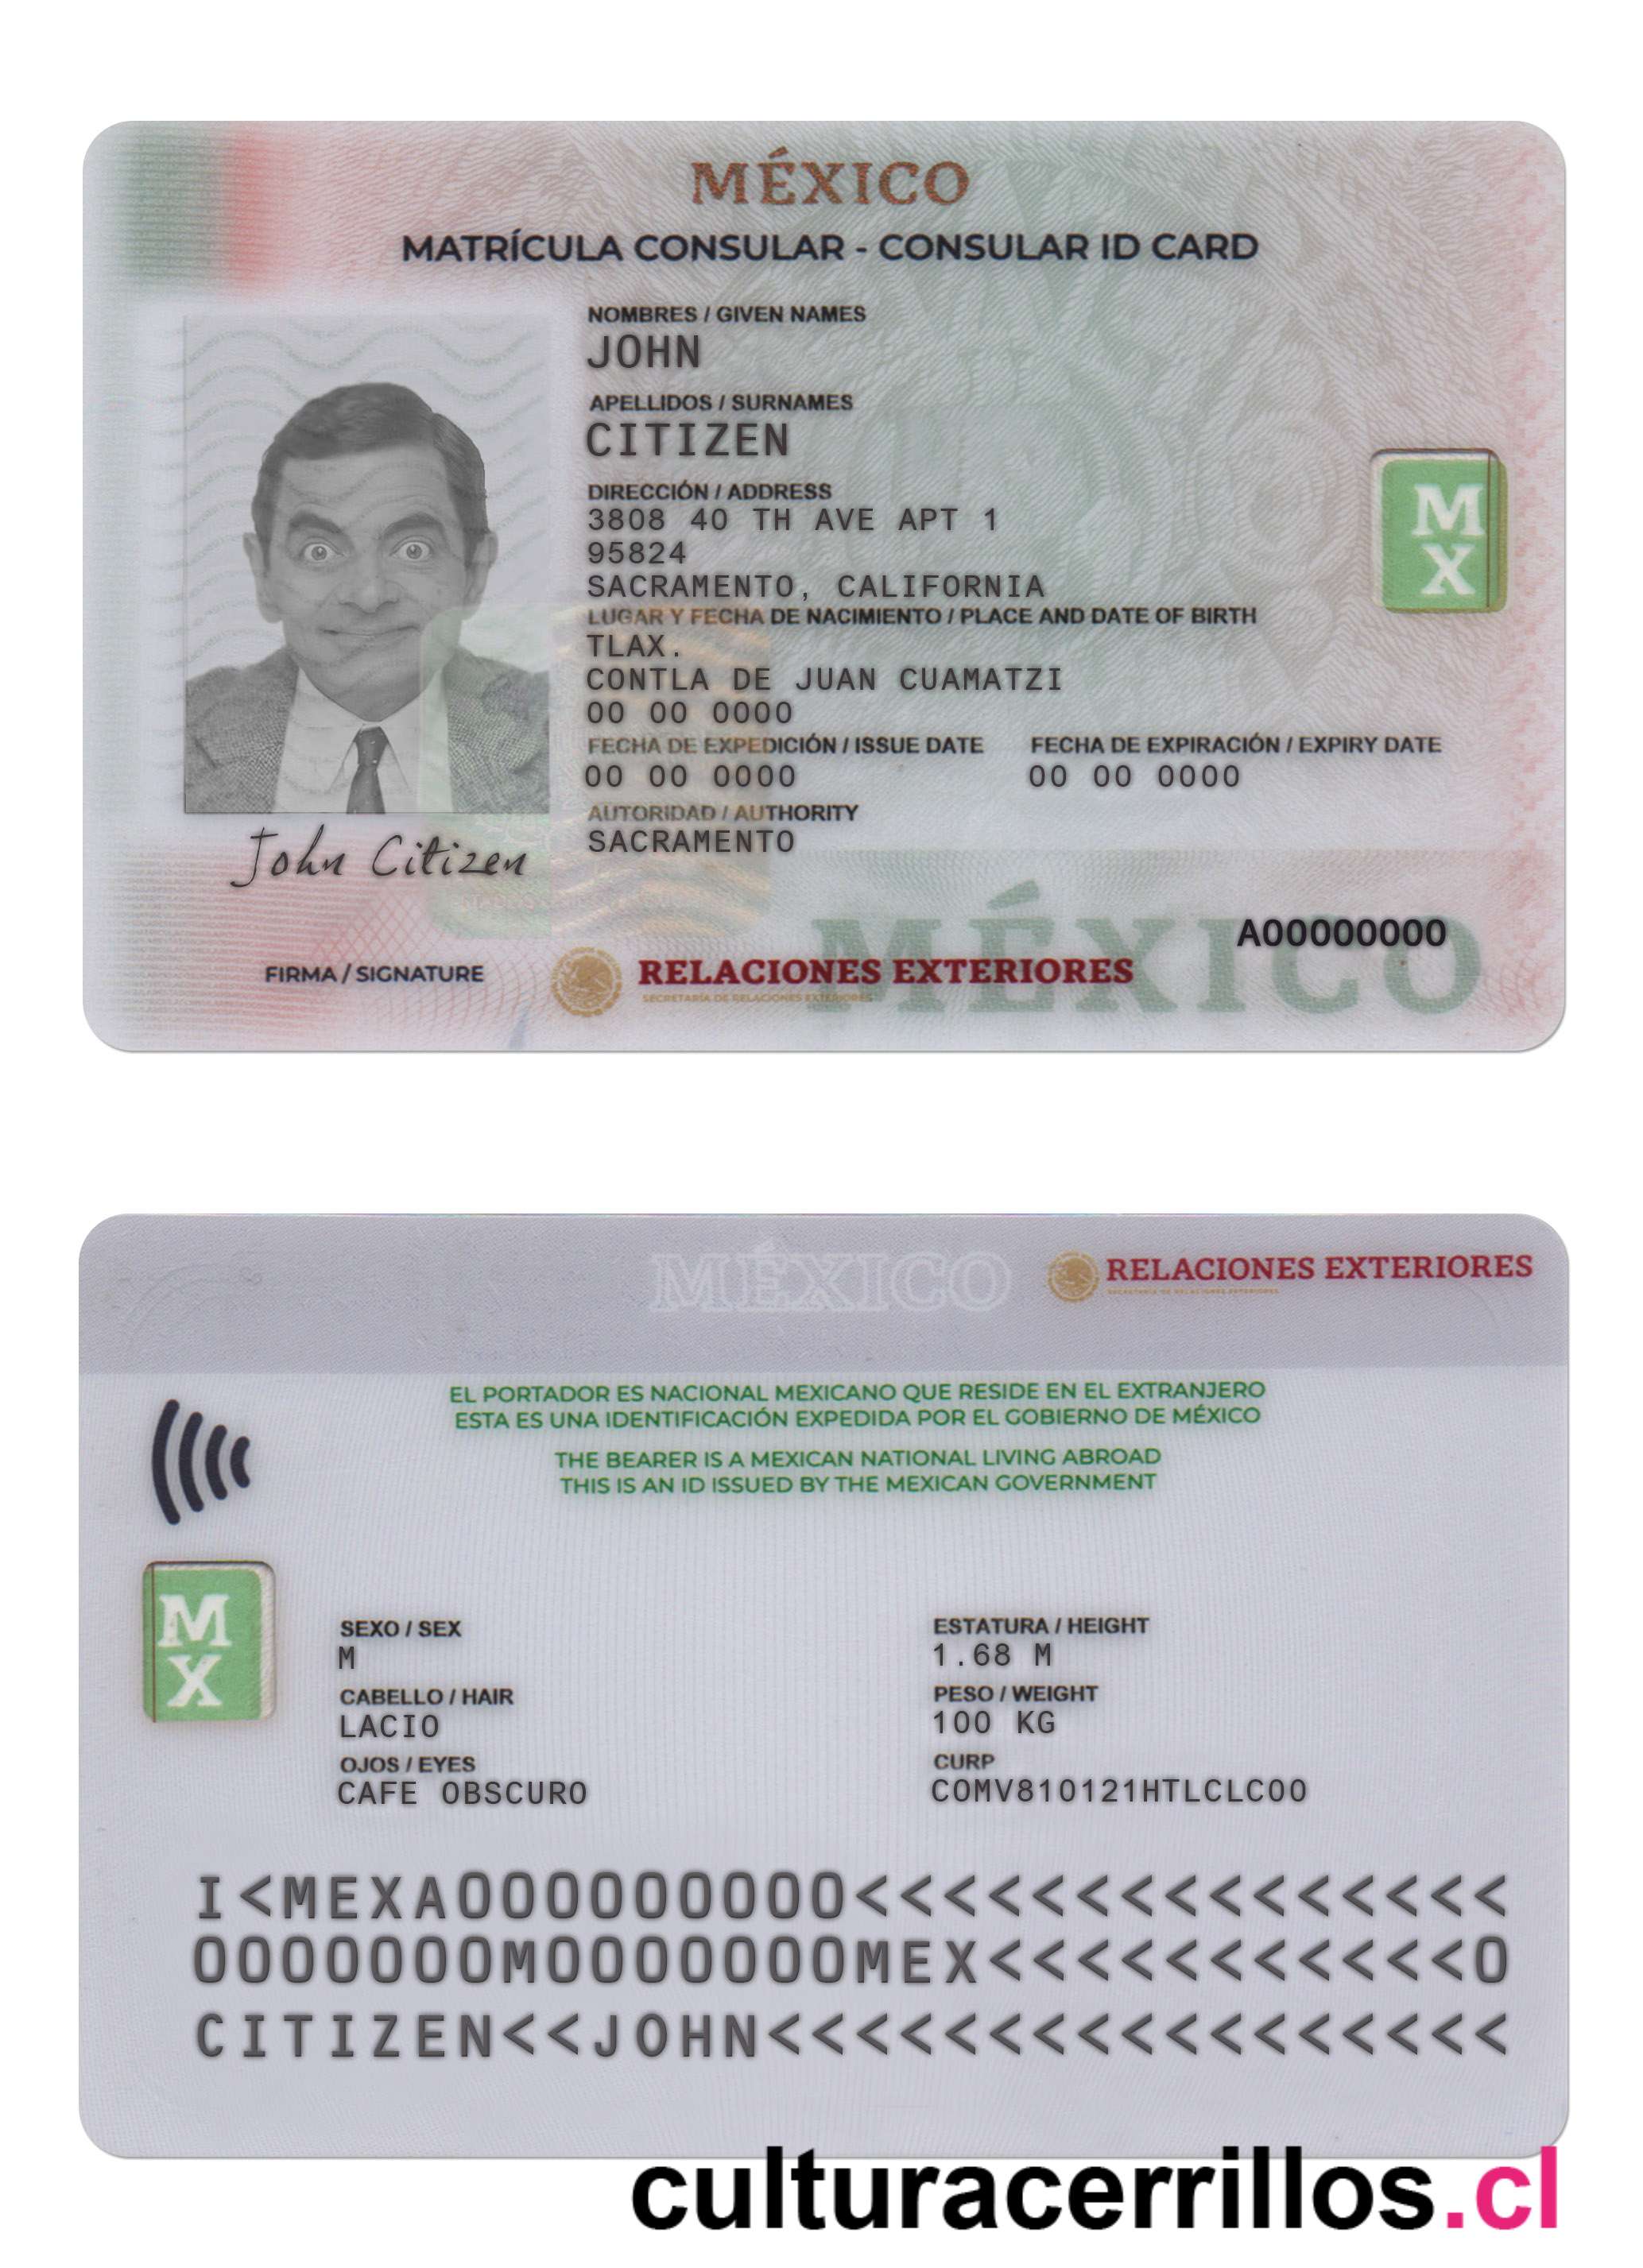 MÉXICO
MATRÍCULA CONSULAR - CONSULAR ID CARD
NOMBRES / GIVEN NAMES
JOHN
APELLIDOS / SURNAMES
CITIZEN
DIRECCIÓN / ADDRESS
3808 40 TH AVE APT 1
95824
SACRAMENTO, CALIFORNIA
LUGAR Y FECHA DE NACIMIENTO / PLACE AND DATE OF BIRTH
TLAX.
CONTLA DE JUAN CUAMATZI
00 00 0000
FECHA DE EXPEDICIÓN / ISSUE DATE FECHA DE EXPIRACIÓN / EXPIRY DATE
00 00 0000 00 00 0000
AUTORIDAD / AUTHORITY
SACRAMENTO
M
X
John Citizen
FIRMA / SIGNATURE
RELACIONES EXTERIORES
SECRETARÍA DE RELACIONES EXTERIORES
MÉXICO
A00000000
MÉXICO
RELACIONES EXTERIORES
SECRETARÍA DE RELACIONES EXTERIORES
EL PORTADOR ES NACIONAL MEXICANO QUE RESIDE EN EL EXTRANJERO
ESTA ES UNA IDENTIFICACIÓN EXPEDIDA POR EL GOBIERNO DE MÉXICO
THE BEARER IS A MEXICAN NATIONAL LIVING ABROAD
THIS IS AN ID ISSUED BY THE MEXICAN GOVERNMENT
M
X
SEXO / SEX ESTATURA / HEIGHT
M 1.68 M
CABELLO / HAIR PESO / WEIGHT
LACIO 100 KG
OJOS / EYES CURP
CAFE OBSCURO COMV810121HTLCLC00
I<MEXA000000000<<<<<<<<<<<<<<<
0000000M0000000MEX<<<<<<<<<<<0
CITIZEN<<JOHN<<<<<<<<<<<<<<<<<
culturacerrillos.cl